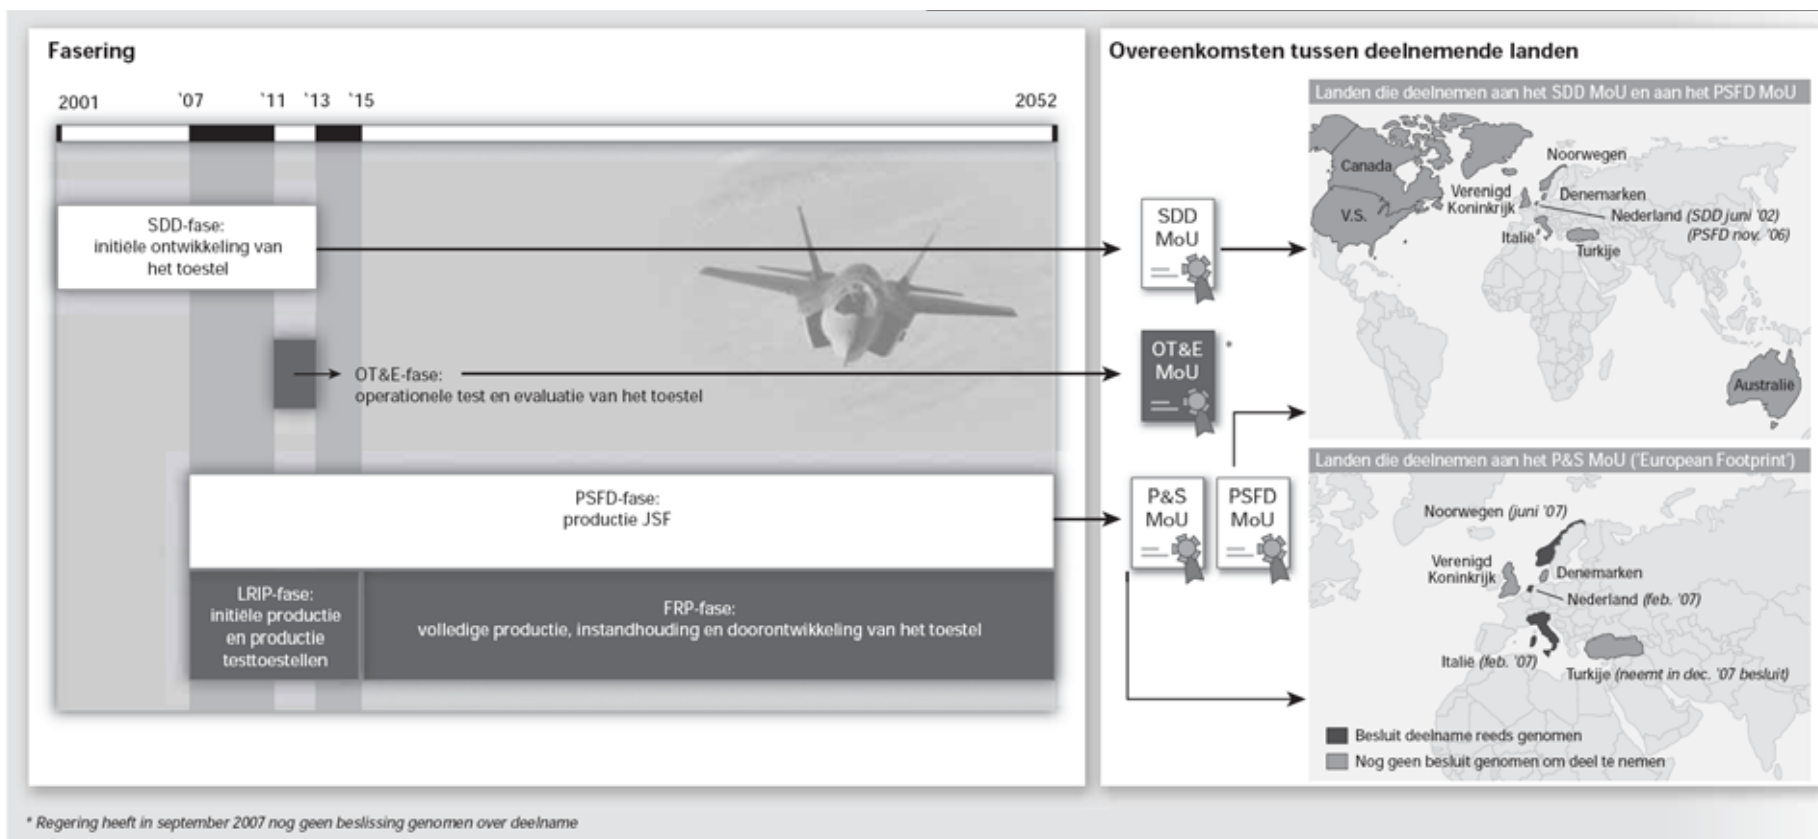 Fasering
2001 '07 '11 '13 '15 2052
SDD-fase:
initiële ontwikkeling van
het toestel
OT&E-fase:
operationele test en evaluatie van het toestel
PSFD-fase:
productie JSF
LRIP-fase:
initiële productie
en productie
testtoestellen
FRP-fase:
volledige productie, instandhouding en doorontwikkeling van het toestel
Overeenkomsten tussen deelnemende landen
SDD
MoU
OT&E
MoU
*
P&S
MoU
PSFD
MoU
Landen die deelnemen aan het SDD MoU en aan het PSFD MoU
Canada
V.S.
Noorwegen
Verenigd
Koninkrijk
Denemarken
Nederland (SDD juni '02)
(PSFD nov. '06)
Italië
Turkije
Australië
Landen die deelnemen aan het P&S MoU ('European Footprint')
Noorwegen (juni '07)
Verenigd
Koninkrijk
Denemarken
Nederland (feb. '07)
Italië (feb. '07)
Turkije (neemt in dec. '07 besluit)
Besluit deelname reeds genomen
Nog geen besluit genomen om deel te nemen
* Regering heeft in september 2007 nog geen beslissing genomen over deelname